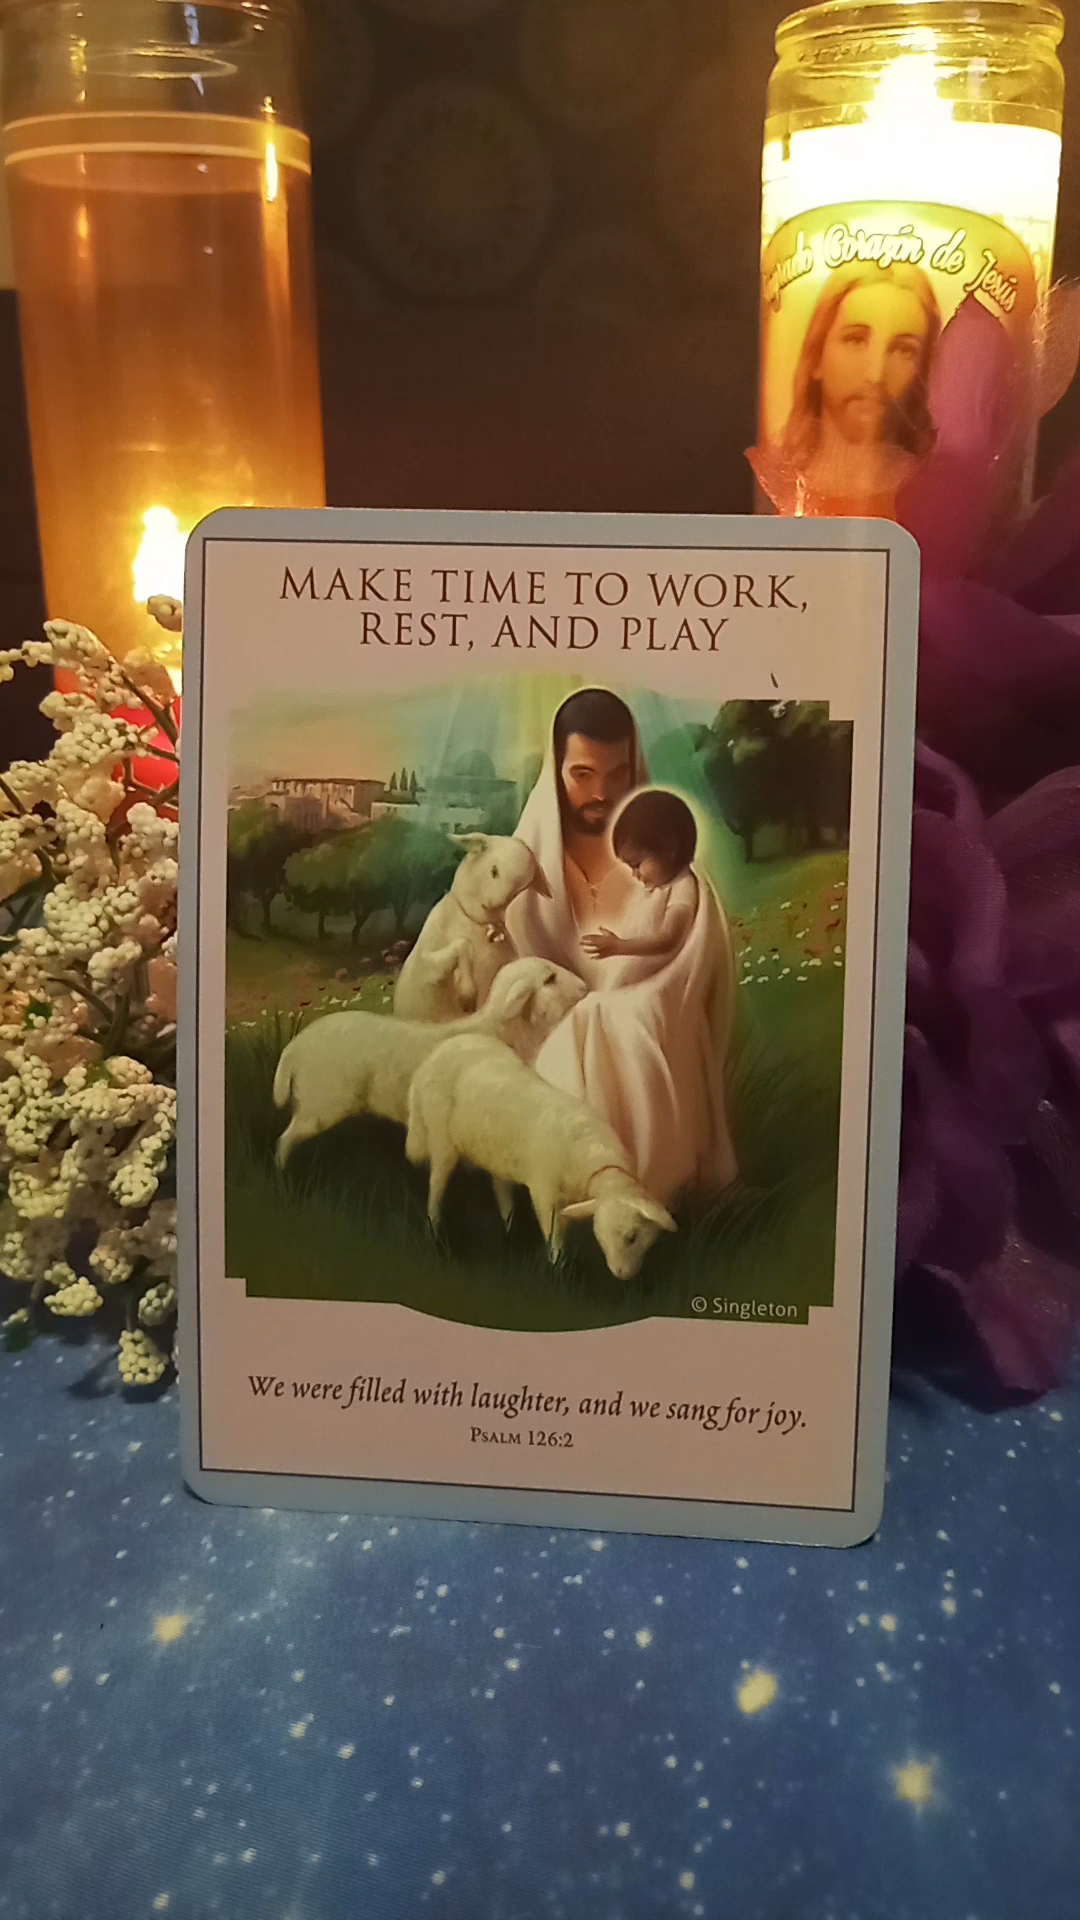 Corazón de Jesús
MAKE TIME TO WORK,
REST, AND PLAY
© Singleton
We were filled with laughter, and we sang for joy.
PSALM 126:2